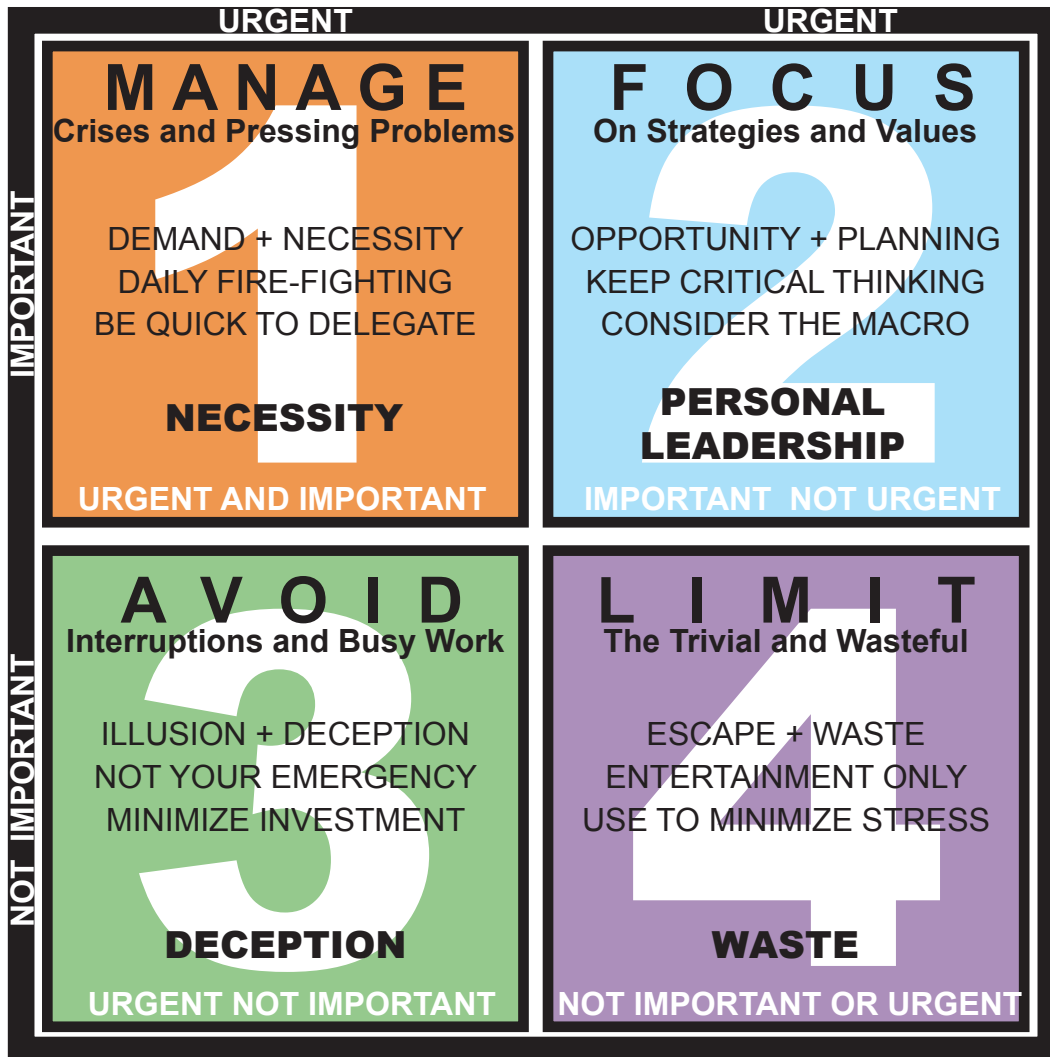 URGENT
URGENT
IMPORTANT
NOT IMPORTANT
MANAGE
Crises and Pressing Problems
1
DEMAND + NECESSITY
DAILY FIRE-FIGHTING
BE QUICK TO DELEGATE
NECESSITY
URGENT AND IMPORTANT
FOCUS
On Strategies and Values
2
OPPORTUNITY + PLANNING
KEEP CRITICAL THINKING
CONSIDER THE MACRO
PERSONAL
LEADERSHIP
IMPORTANT NOT URGENT
AVOID
Interruptions and Busy Work
3
ILLUSION + DECEPTION
NOT YOUR EMERGENCY
MINIMIZE INVESTMENT
DECEPTION
URGENT NOT IMPORTANT
LIMIT
The Trivial and Wasteful
4
ESCAPE + WASTE
ENTERTAINMENT ONLY
USE TO MINIMIZE STRESS
WASTE
NOT IMPORTANT OR URGENT